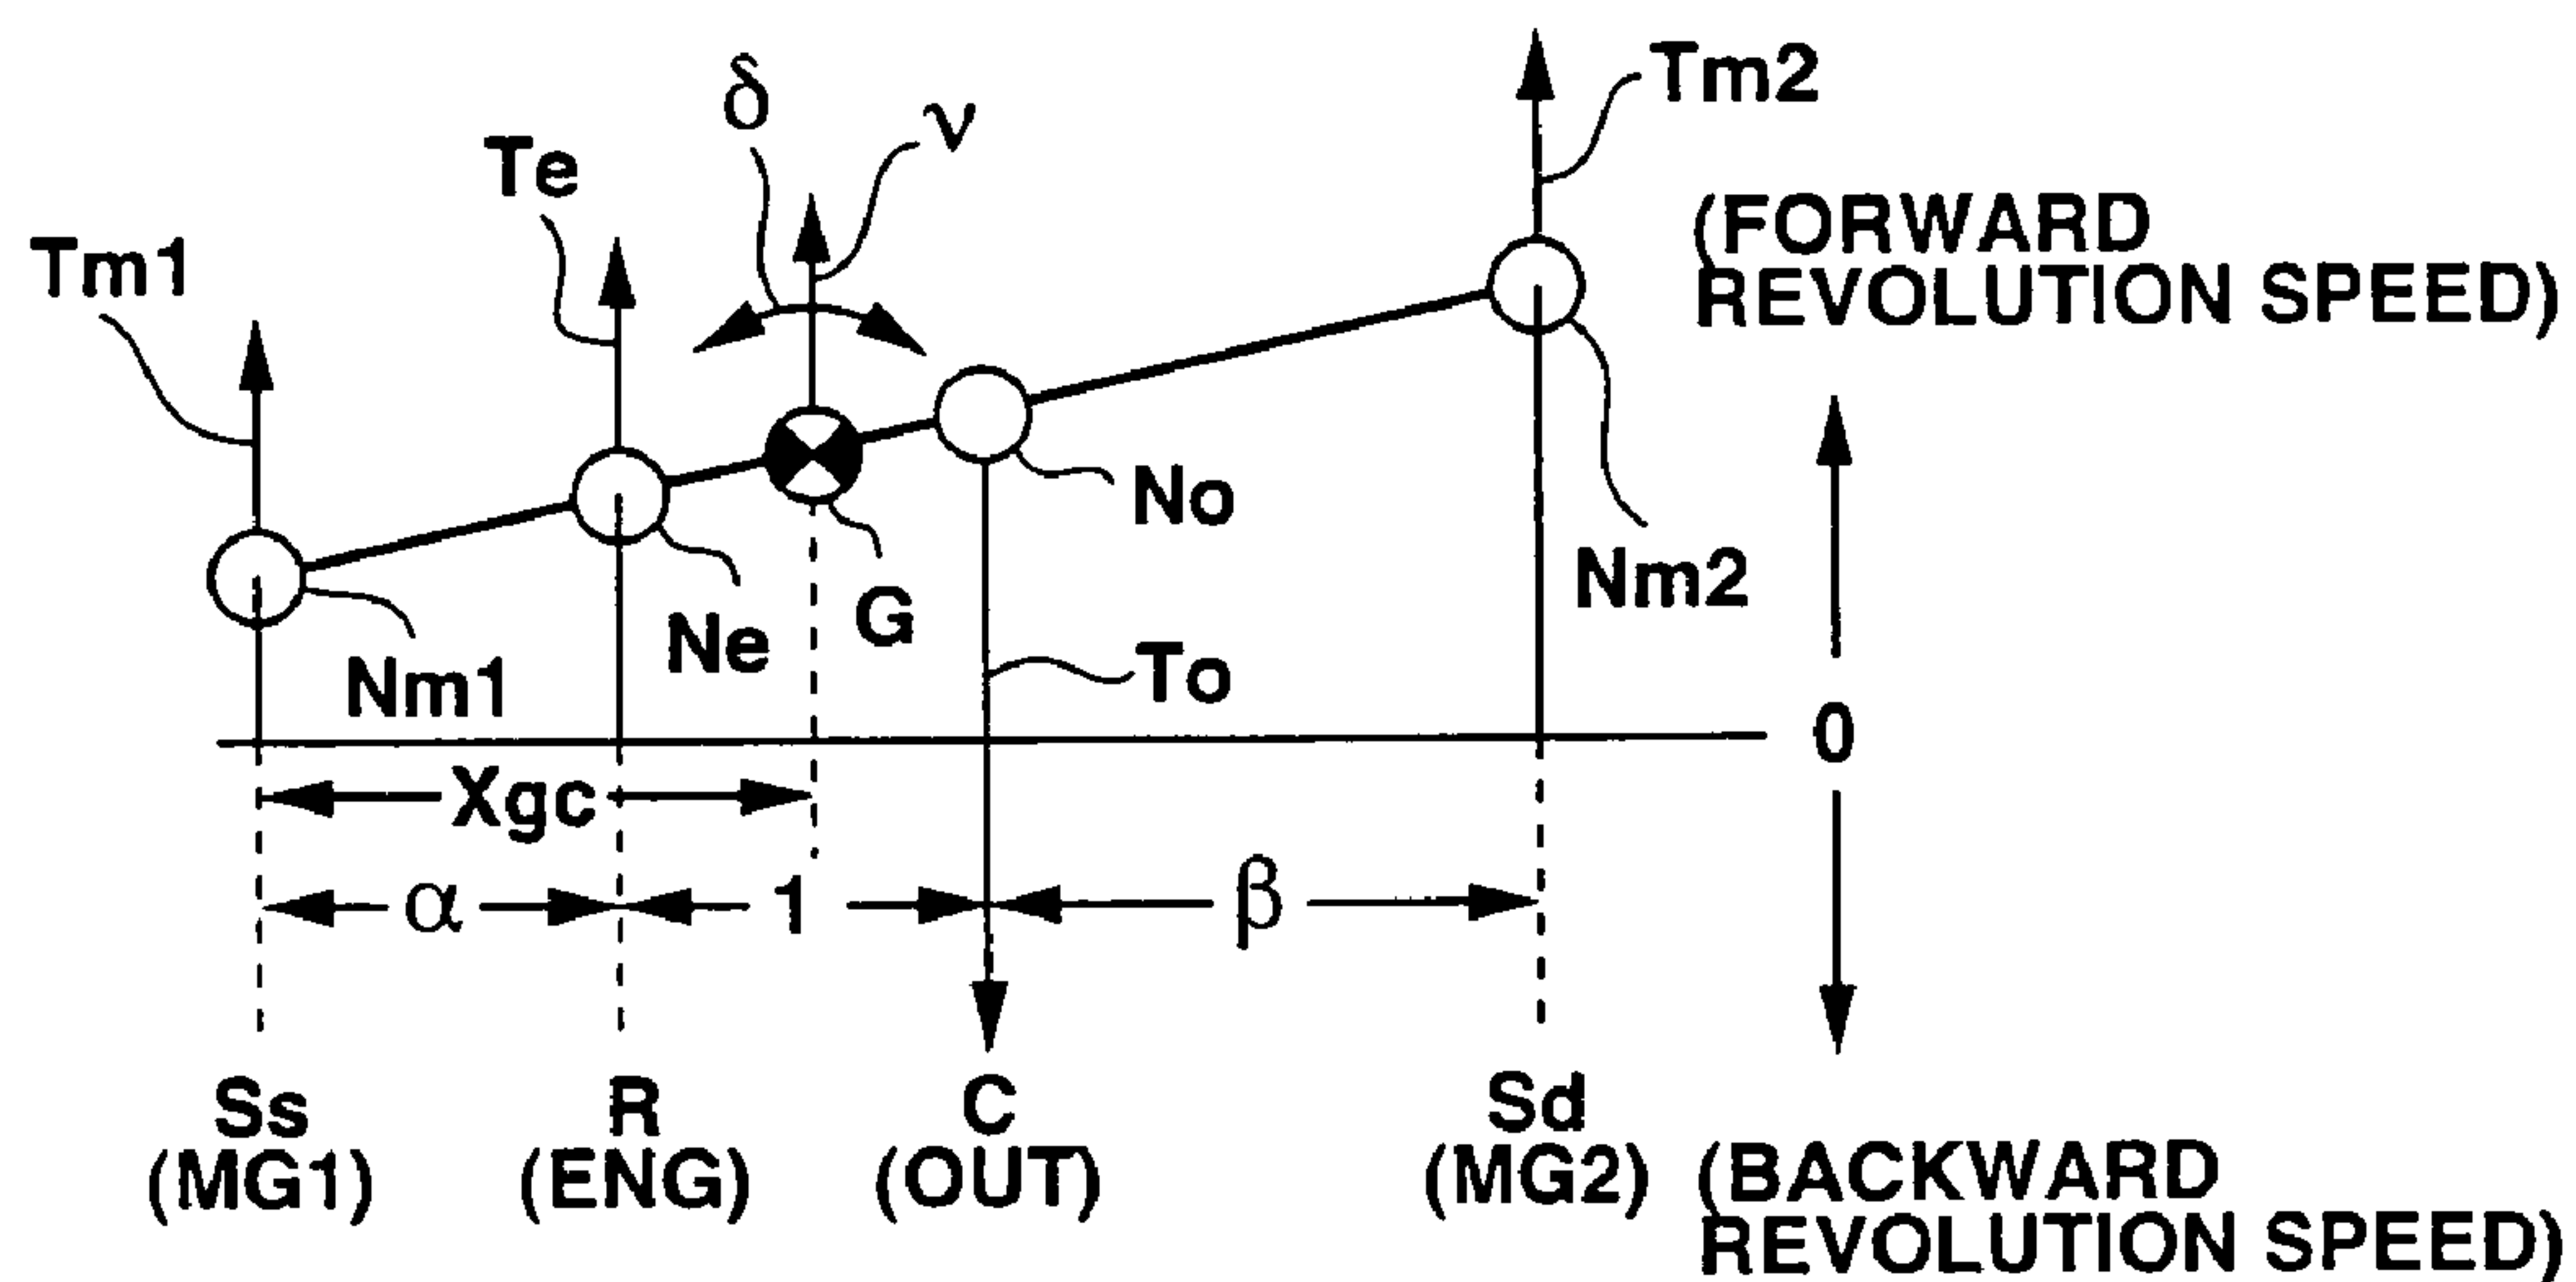 δ
ν
Tm2
Te
(FORWARD
REVOLUTION SPEED)
Tm1
No
Nm2
G
Ne
Nm1
To
0
Xgc
α
1
β
Ss
(MG1)
R
(ENG)
C
(OUT)
Sd
(MG2)
(BACKWARD
REVOLUTION SPEED)